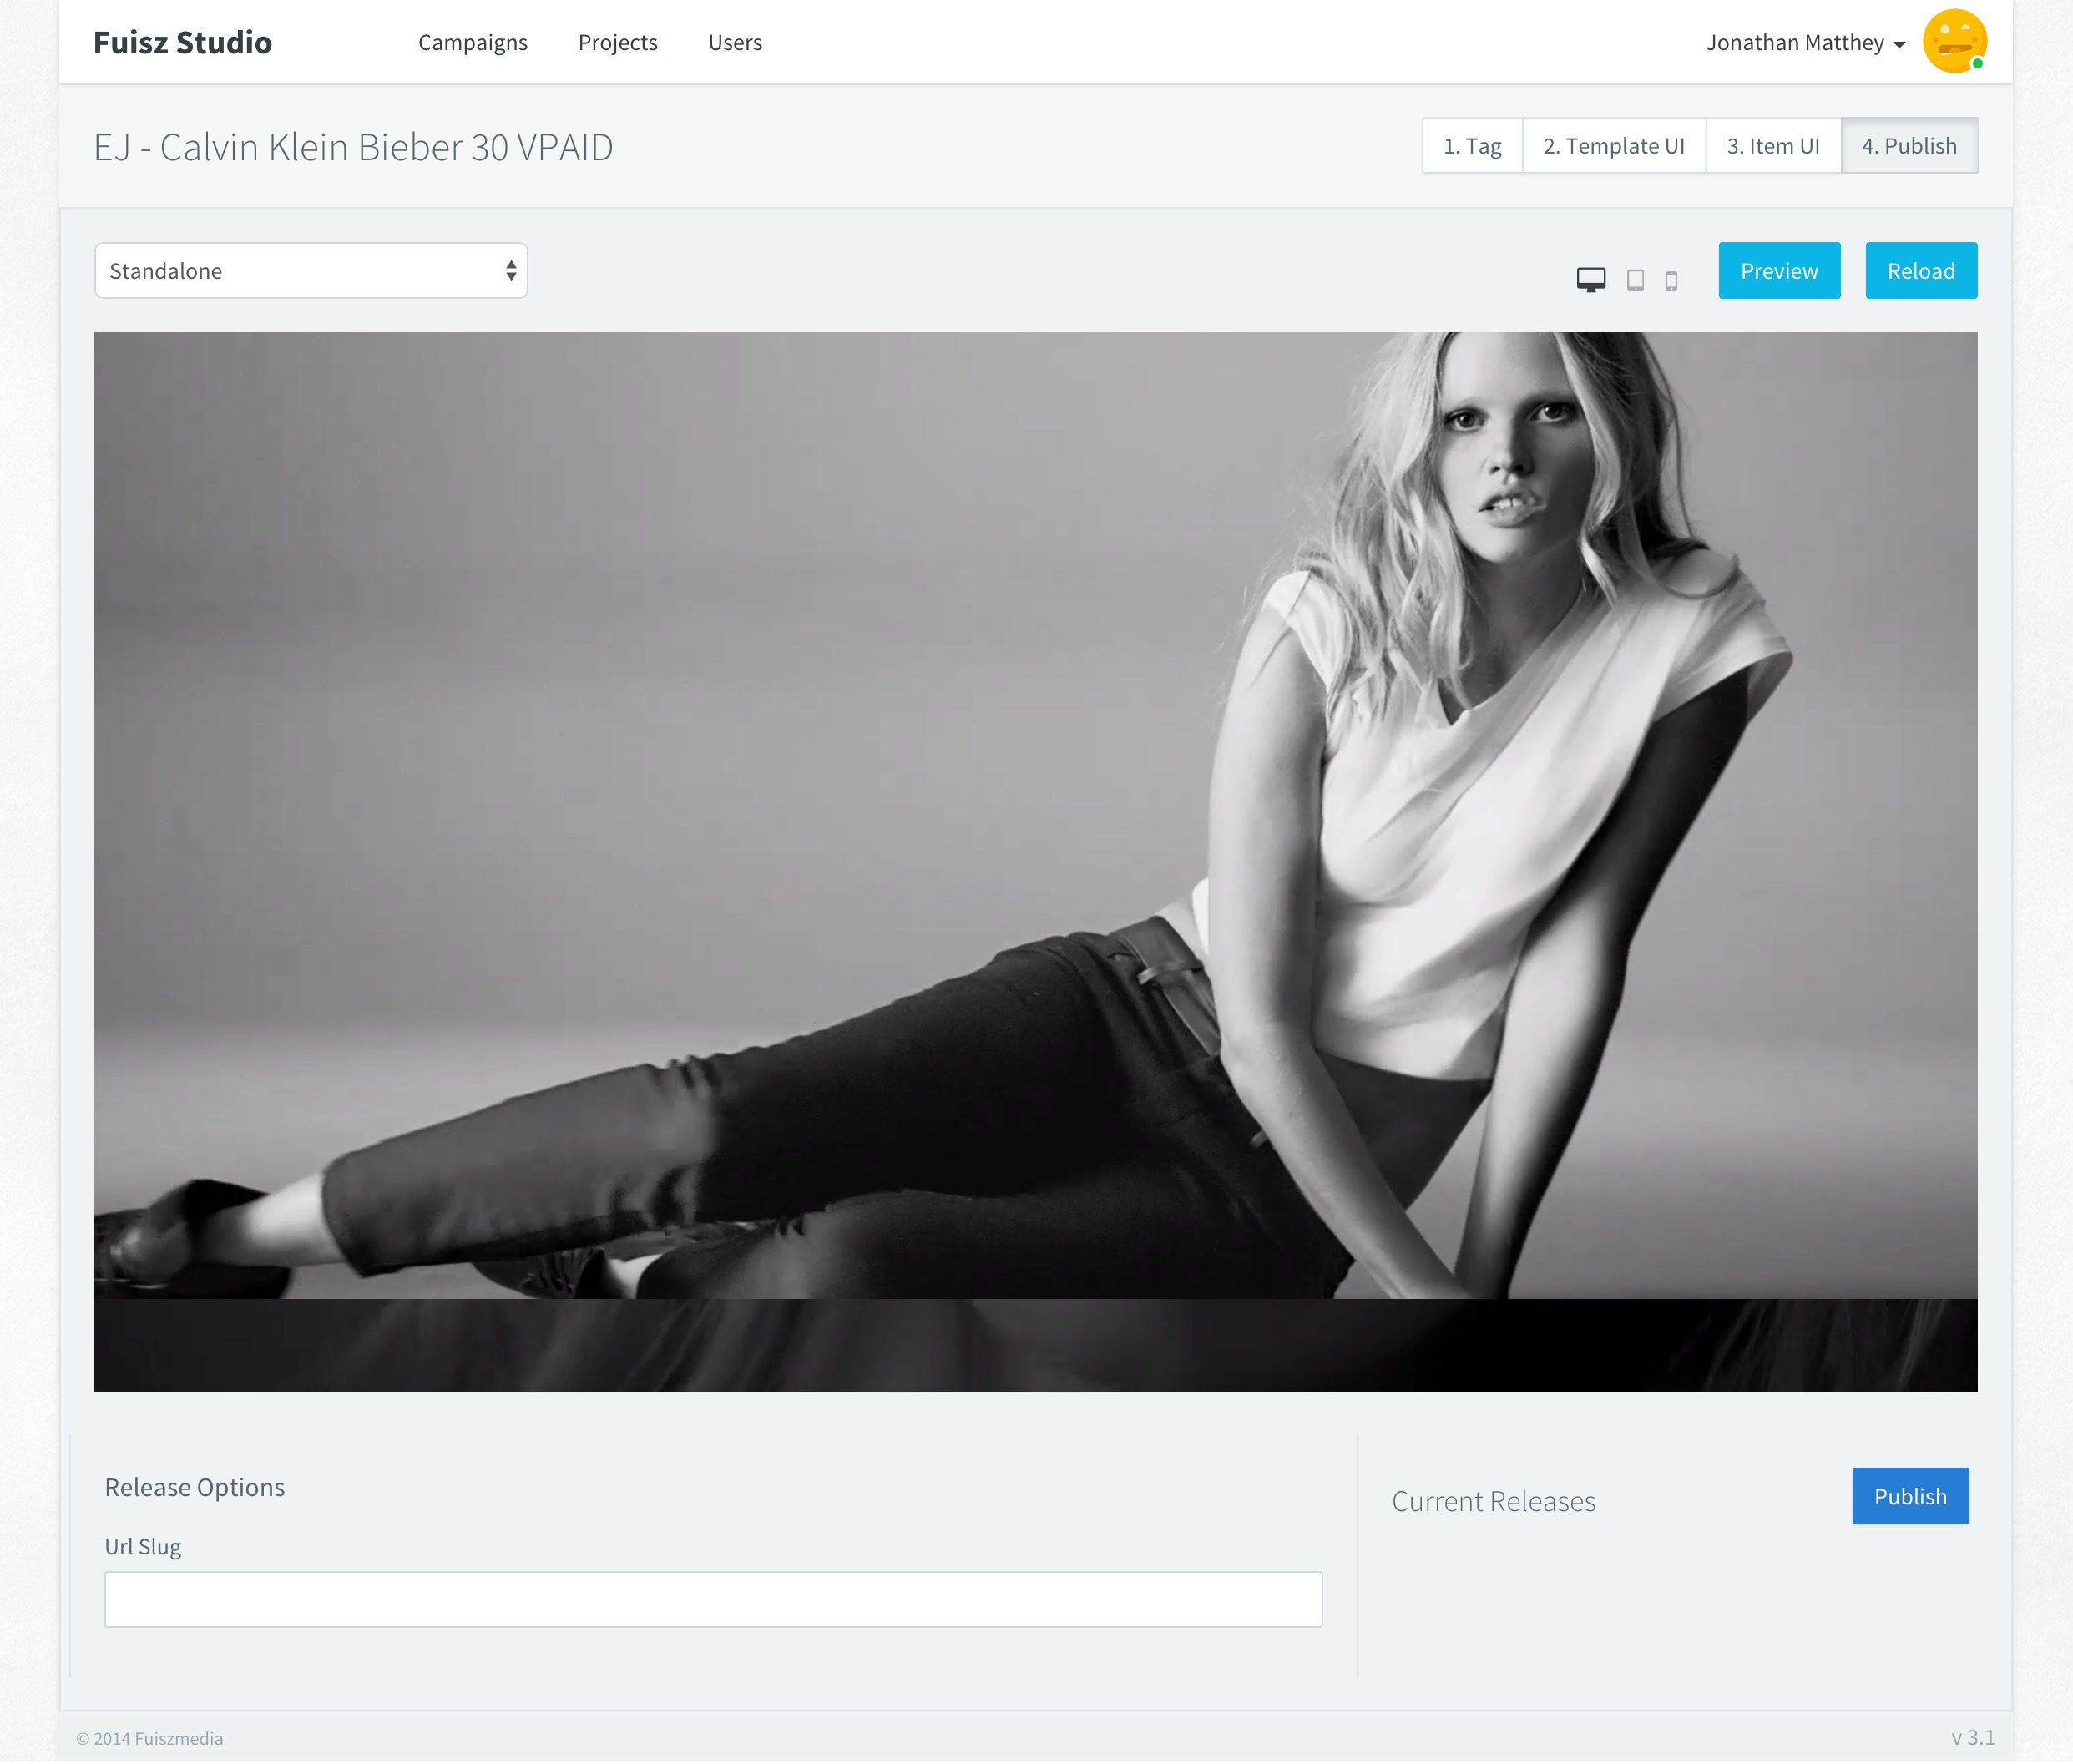 Fuisz Studio
Campaigns
Projects
Users
Jonathan Matthey
EJ - Calvin Klein Bieber 30 VPAID
1. Tag
2. Template UI
3. Item UI
4. Publish
Standalone
Preview
Reload
Release Options
Current Releases
Publish
Url Slug
© 2014 Fuiszmedia
v 3.1